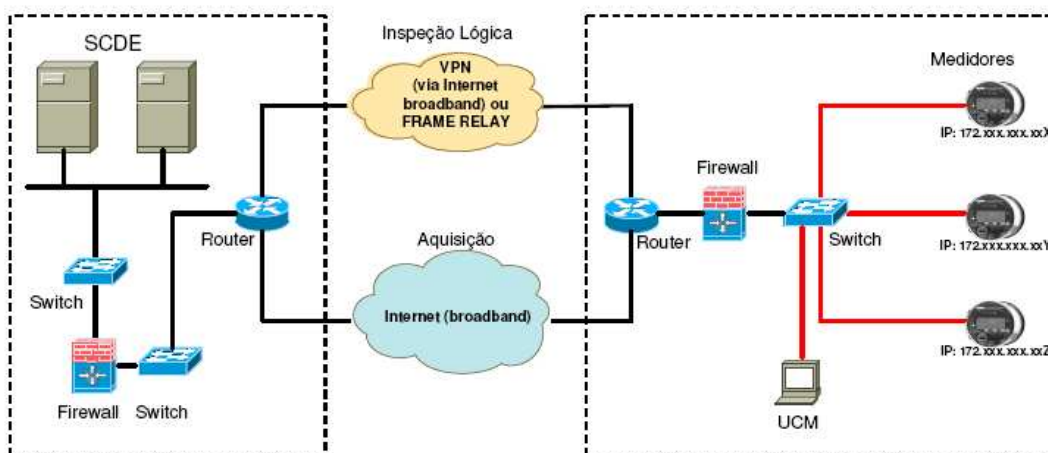 SCDE
Switch
Firewall
Switch
Router
Inspeção Lógica
VPN
(via Internet
broadband) ou
FRAME RELAY
Aquisição
Internet (broadband)
Router
Firewall
Switch
UCM
Medidores
IP: 172.xxx.xxx.xxX
IP: 172.xxx.xxx.xxY
IP: 172.xxx.xxx.xxZ